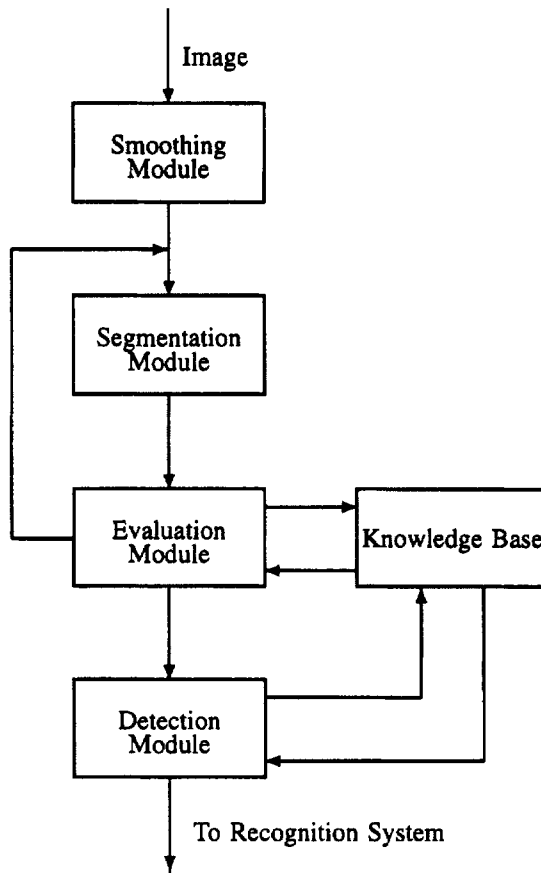 Image
Smoothing
Module
Segmentation
Module
Evaluation
Module
Knowledge Base
Detection
Module
To Recognition System